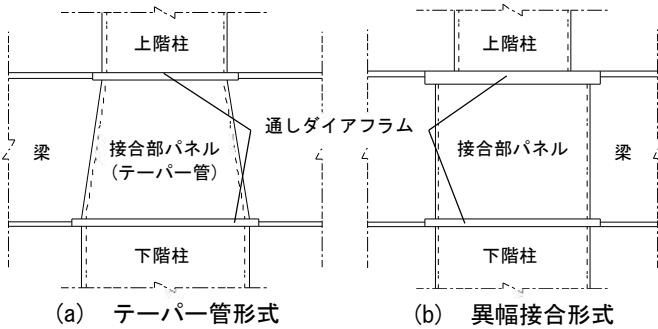 上階柱
上階柱
通しダイアフラム
梁
接合部パネル
(テーパー管)
接合部パネル
梁
下階柱
下階柱
(a) テーパー管形式
(b) 異幅接合形式